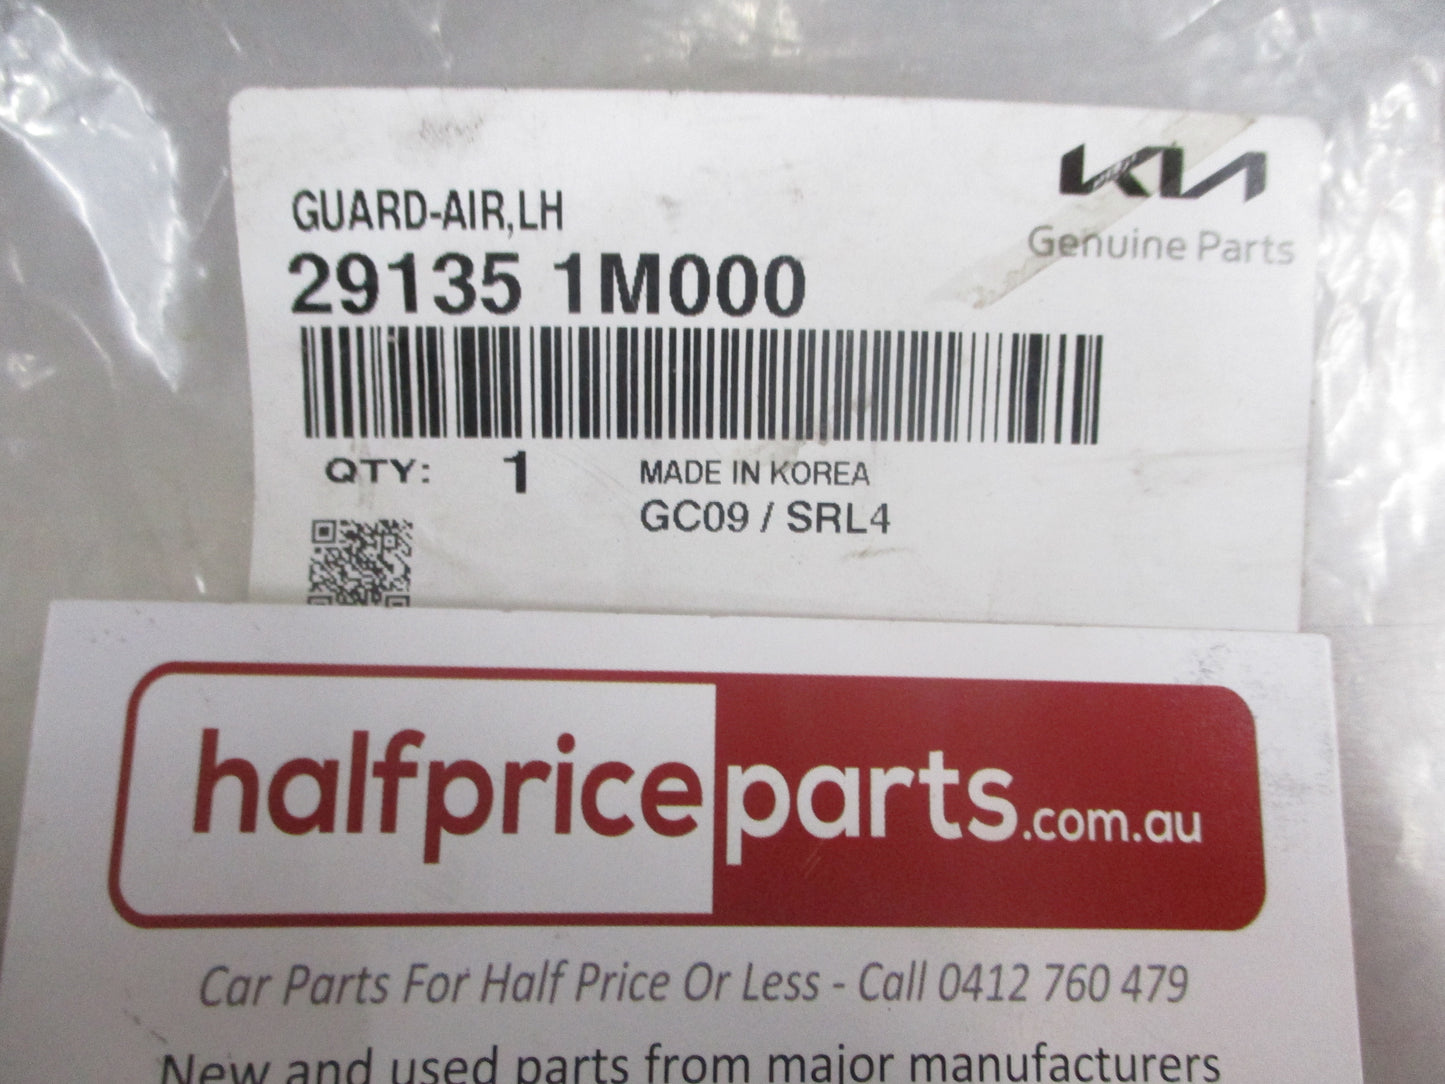 KIA
Genuine Parts
GUARD-AIR,LH
29135 1M000
QTY: 1
MADE IN KOREA
GC09 / SRL4
halfpriceparts.com.au
Car Parts For Half Price Or Less - Call 0412 760 479
New and used parts from major manufacturers